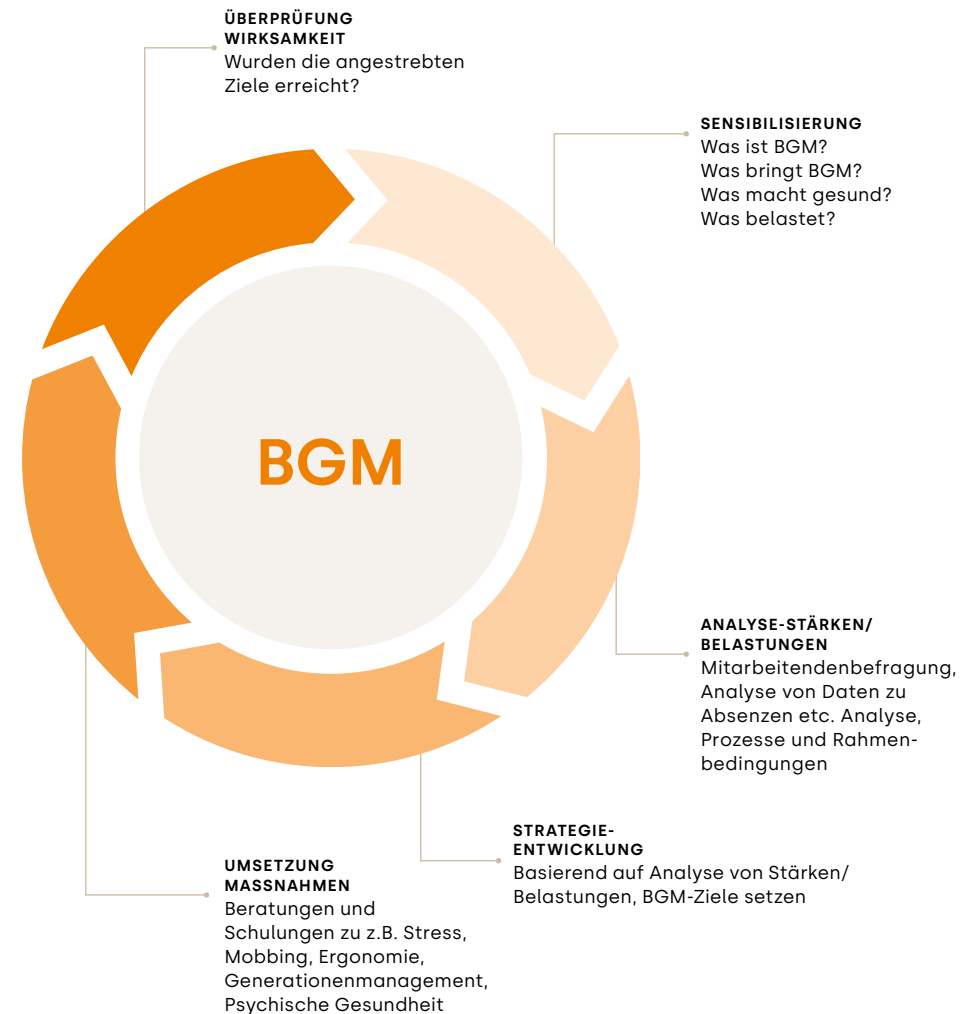 ÜBERPRÜFUNG
WIRKSAMKEIT
Wurden die angestrebten
Ziele erreicht?
SENSIBILISIERUNG
Was ist BGM?
Was bringt BGM?
Was macht gesund?
Was belastet?
BGM
ANALYSE-STÄRKEN/
BELASTUNGEN
Mitarbeitendenbefragung,
Analyse von Daten zu
Absenzen etc. Analyse,
Prozesse und Rahmen-
bedingungen
STRATEGIE-
ENTWICKLUNG
Basierend auf Analyse von Stärken/
Belastungen, BGM-Ziele setzen
UMSETZUNG
MASSNAHMEN
Beratungen und
Schulungen zu z.B. Stress,
Mobbing, Ergonomie,
Generationenmanagement,
Psychische Gesundheit